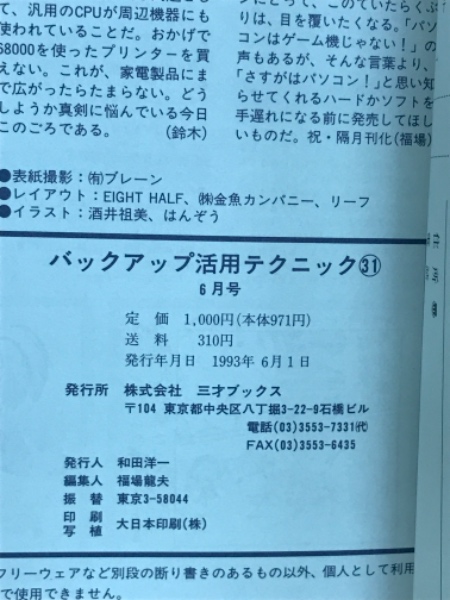 て、汎用のCPUが周辺機器にも
使われていることだ。おかげで
68000を使ったプリンターを買
えない。これが、家電製品にま
で広がったらたまらない。どう
しようか真剣に悩んでいる今日
このごろである。 (鈴木)
りは、目を覆いたくなる。「パソ
コンはゲーム機じゃない!」の
声もあるが、そんな言葉より、
「さすがはパソコン!」と思い知
らせてくれるハードかソフトを
手遅れになる前に発売してほし
いものだ。祝・隔月刊化(福場)
●表紙撮影:㈲ブレーン
●レイアウト:EIGHT HALF、㈱金魚カンパニー、リーフ
●イラスト:酒井祖美、はんぞう
バックアップ活用テクニック㉛
6月号
定 価 1,000円(本体971円)
送 料 310円
発行年月日 1993年6月1日
発行所 株式会社 三才ブックス
〒104 東京都中央区八丁堀3-22-9石橋ビル
電話(03)3553-7331㈹
FAX(03)3553-6435
発行人 和田洋一
編集人 福場龍夫
振 替 東京3-58044
印 刷
写 植 大日本印刷(株)
フリーウェアなど別段の断り書きのあるもの以外、個人として利用
で使用できません。